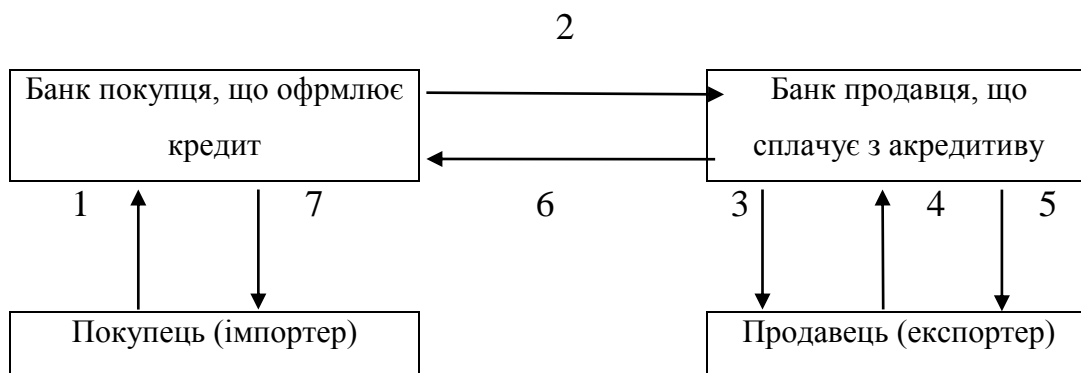 2
Банк покупця, що офрмлює
кредит
Банк продавця, що
сплачує з акредитиву
1
7
6
3
4
5
Покупець (імпортер)
Продавець (експортер)